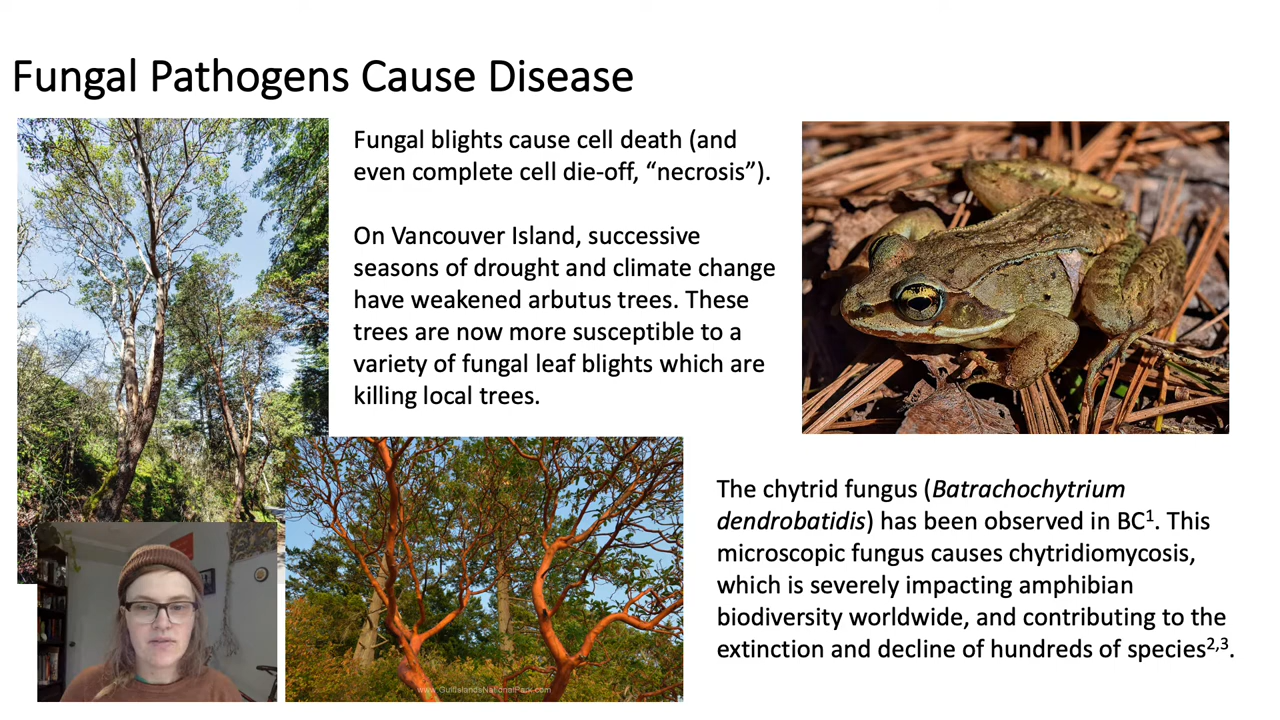 Fungal Pathogens Cause Disease
Fungal blights cause cell death (and
even complete cell die-off, “necrosis”).
On Vancouver Island, successive
seasons of drought and climate change
have weakened arbutus trees. These
trees are now more susceptible to a
variety of fungal leaf blights which are
killing local trees.
The chytrid fungus (Batrachochytrium
dendrobatidis) has been observed in BC¹. This
microscopic fungus causes chytridiomycosis,
which is severely impacting amphibian
biodiversity worldwide, and contributing to the
extinction and decline of hundreds of species²,³.
www.GulfIslandsNationalPark.com